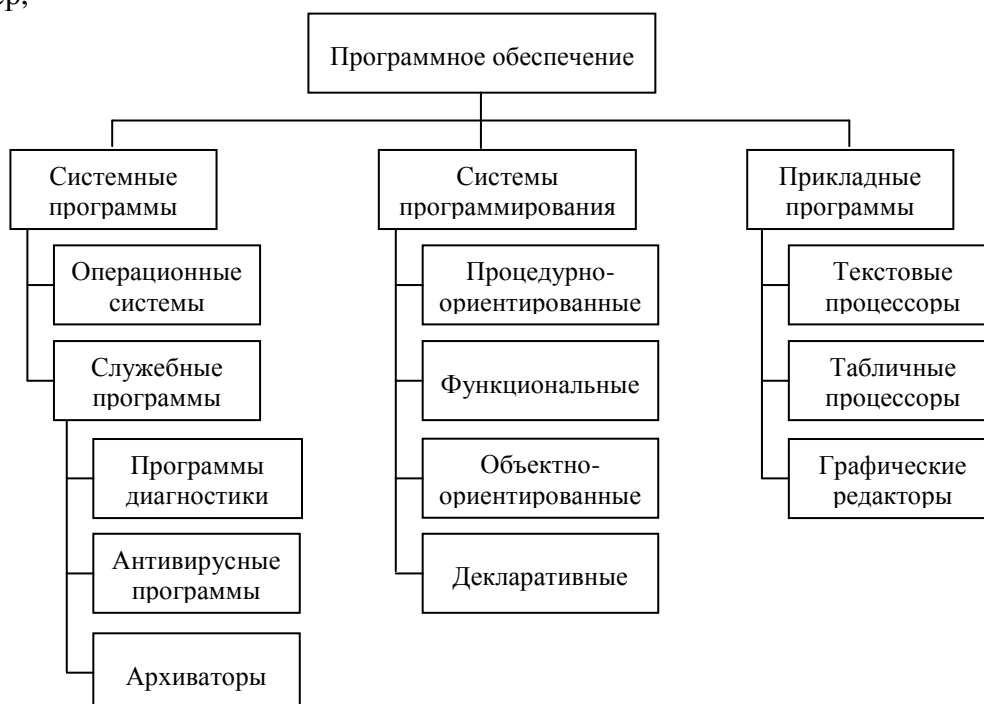 Программное обеспечение
Системные
программы
Операционные
системы
Служебные
программы
Программы
диагностики
Антивирусные
программы
Архиваторы
Системы
программирования
Процедурно-
ориентированные
Функциональные
Объектно-
ориентированные
Декларативные
Прикладные
программы
Текстовые
процессоры
Табличные
процессоры
Графические
редакторы